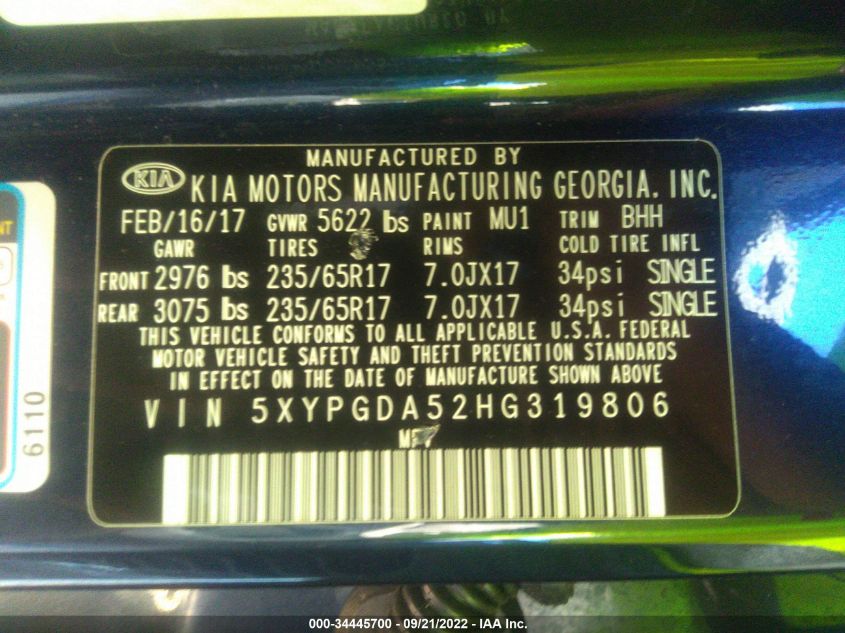 MANUFACTURED BY
KIA KIA MOTORS MANUFACTURING GEORGIA, INC.
FEB/16/17 GVWR 5622 lbs PAINT MU1 TRIM BHH
GAWR TIRES RIMS COLD TIRE INFL
FRONT 2976 lbs 235/65R17 7.0JX17 34psi SINGLE
REAR 3075 lbs 235/65R17 7.0JX17 34psi SINGLE
THIS VEHICLE CONFORMS TO ALL APPLICABLE U.S.A. FEDERAL
MOTOR VEHICLE SAFETY AND THEFT PREVENTION STANDARDS
IN EFFECT ON THE DATE OF MANUFACTURE SHOWN ABOVE
VIN 5XYPGDA52HG319806
6110
000-34445700 - 09/21/2022 - IAA Inc.